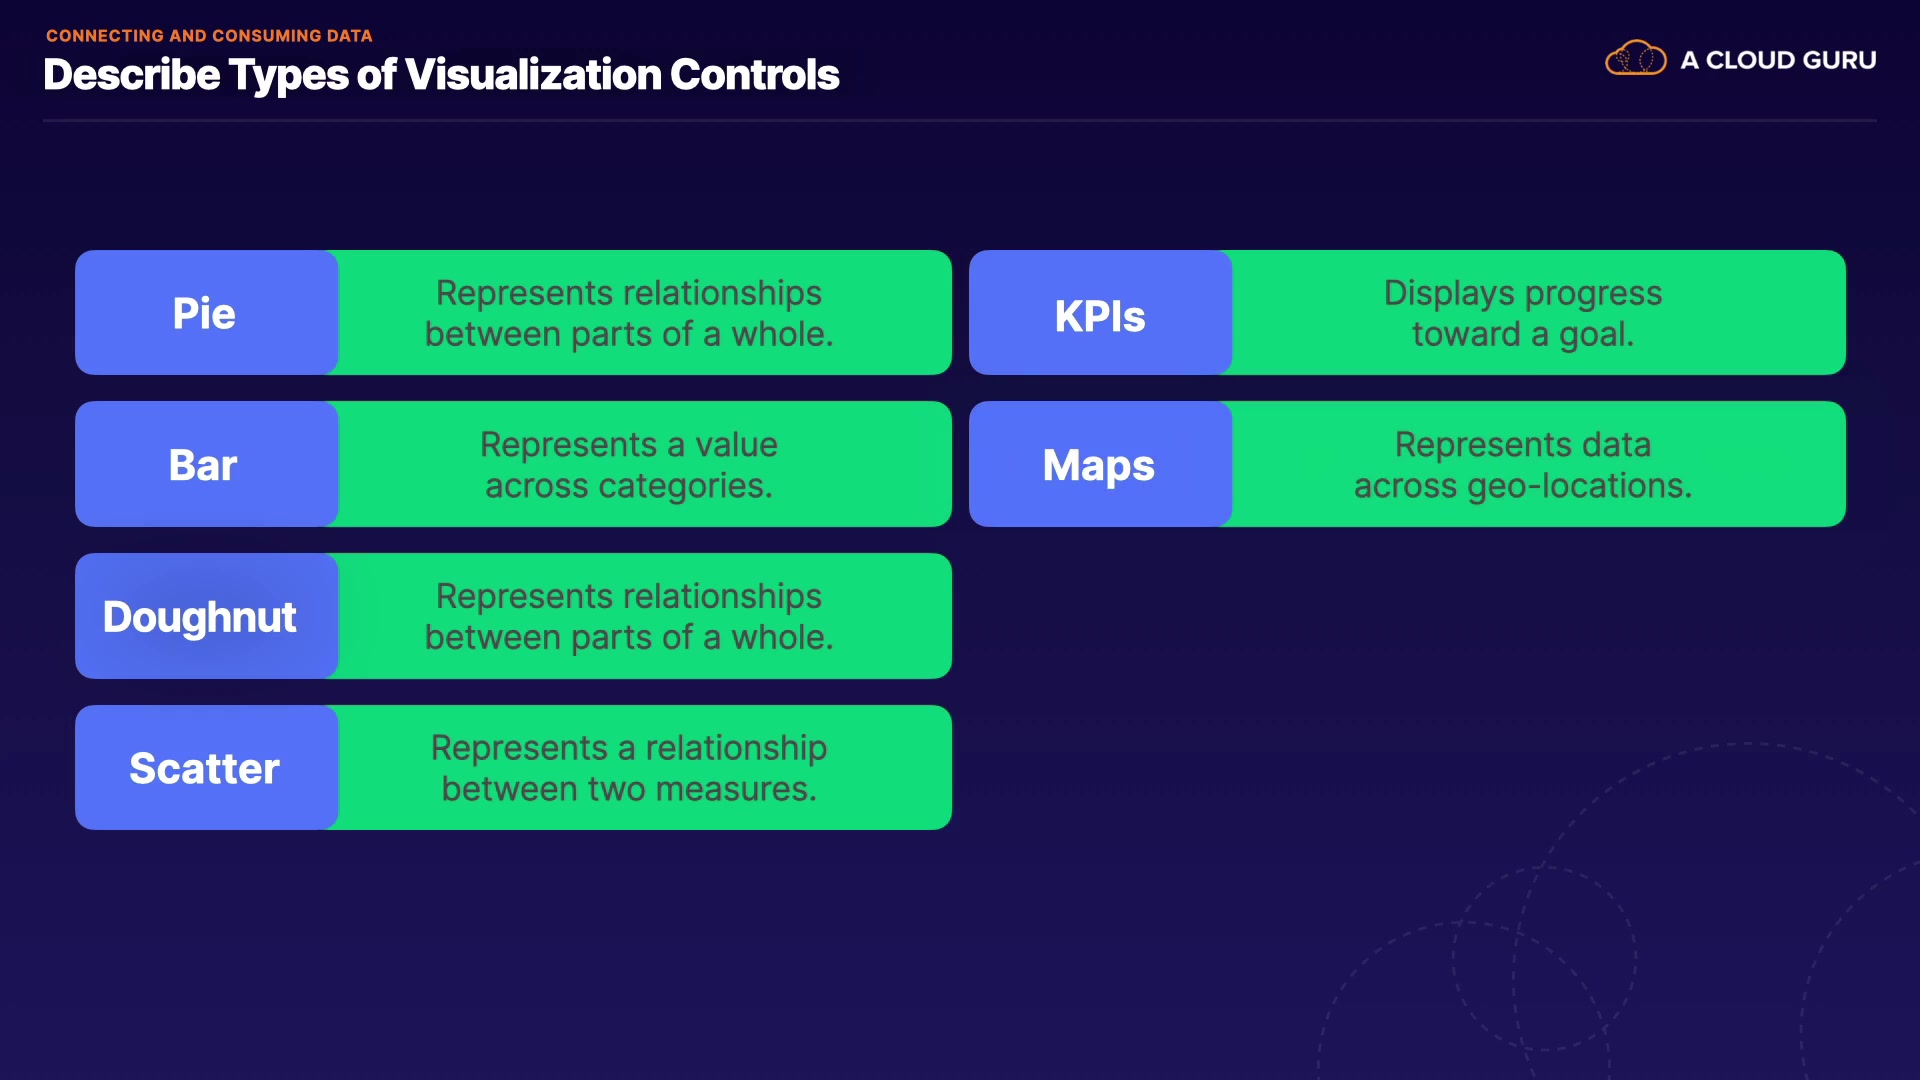 CONNECTING AND CONSUMING DATA
Describe Types of Visualization Controls
A CLOUD GURU
Pie
Represents relationships
between parts of a whole.
Bar
Represents a value
across categories.
Doughnut
Represents relationships
between parts of a whole.
Scatter
Represents a relationship
between two measures.
KPIs
Displays progress
toward a goal.
Maps
Represents data
across geo-locations.